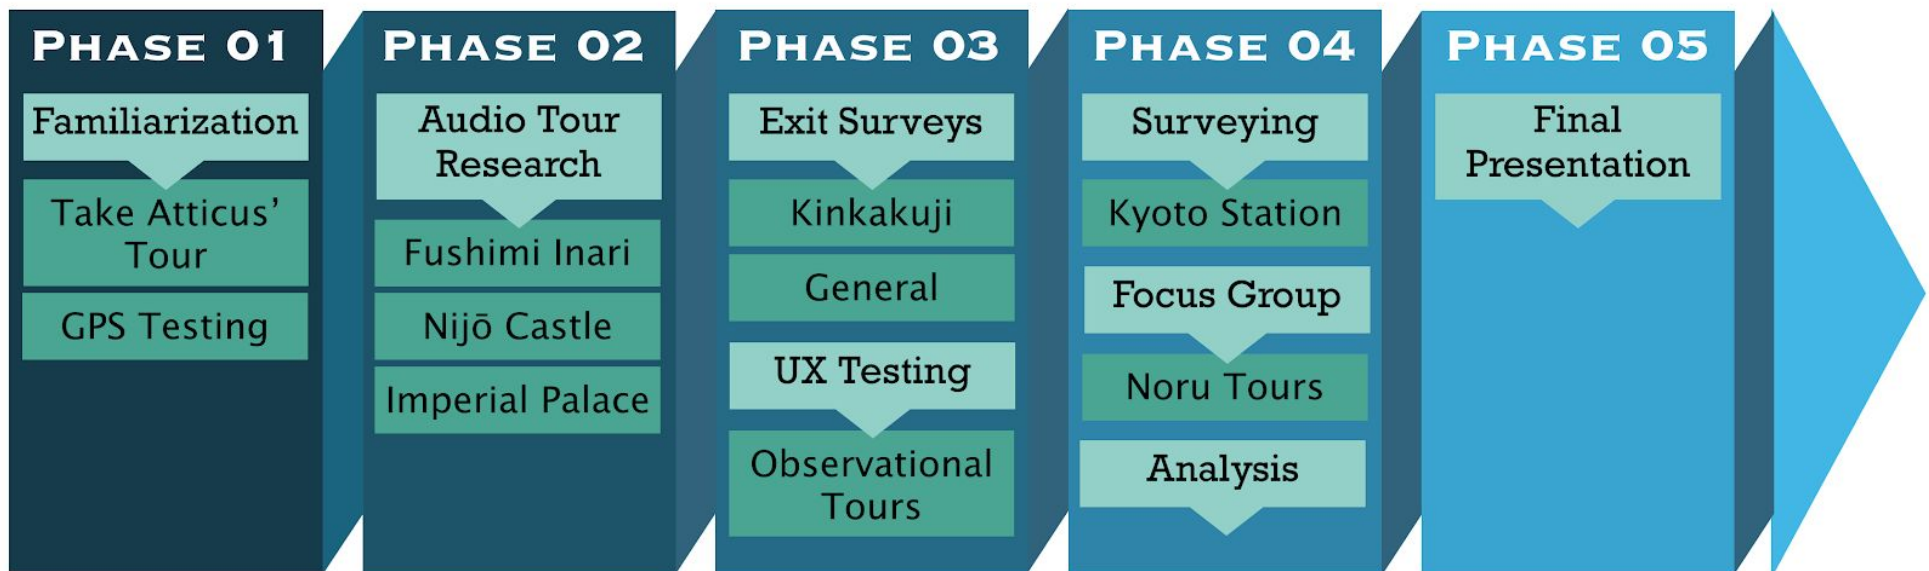 PHASE 01
Familiarization
Take Atticus’
Tour
GPS Testing
PHASE 02
Audio Tour
Research
Fushimi Inari
Nijō Castle
Imperial Palace
PHASE 03
Exit Surveys
Kinkakuji
General
UX Testing
Observational
Tours
PHASE 04
Surveying
Kyoto Station
Focus Group
Noru Tours
Analysis
PHASE 05
Final
Presentation